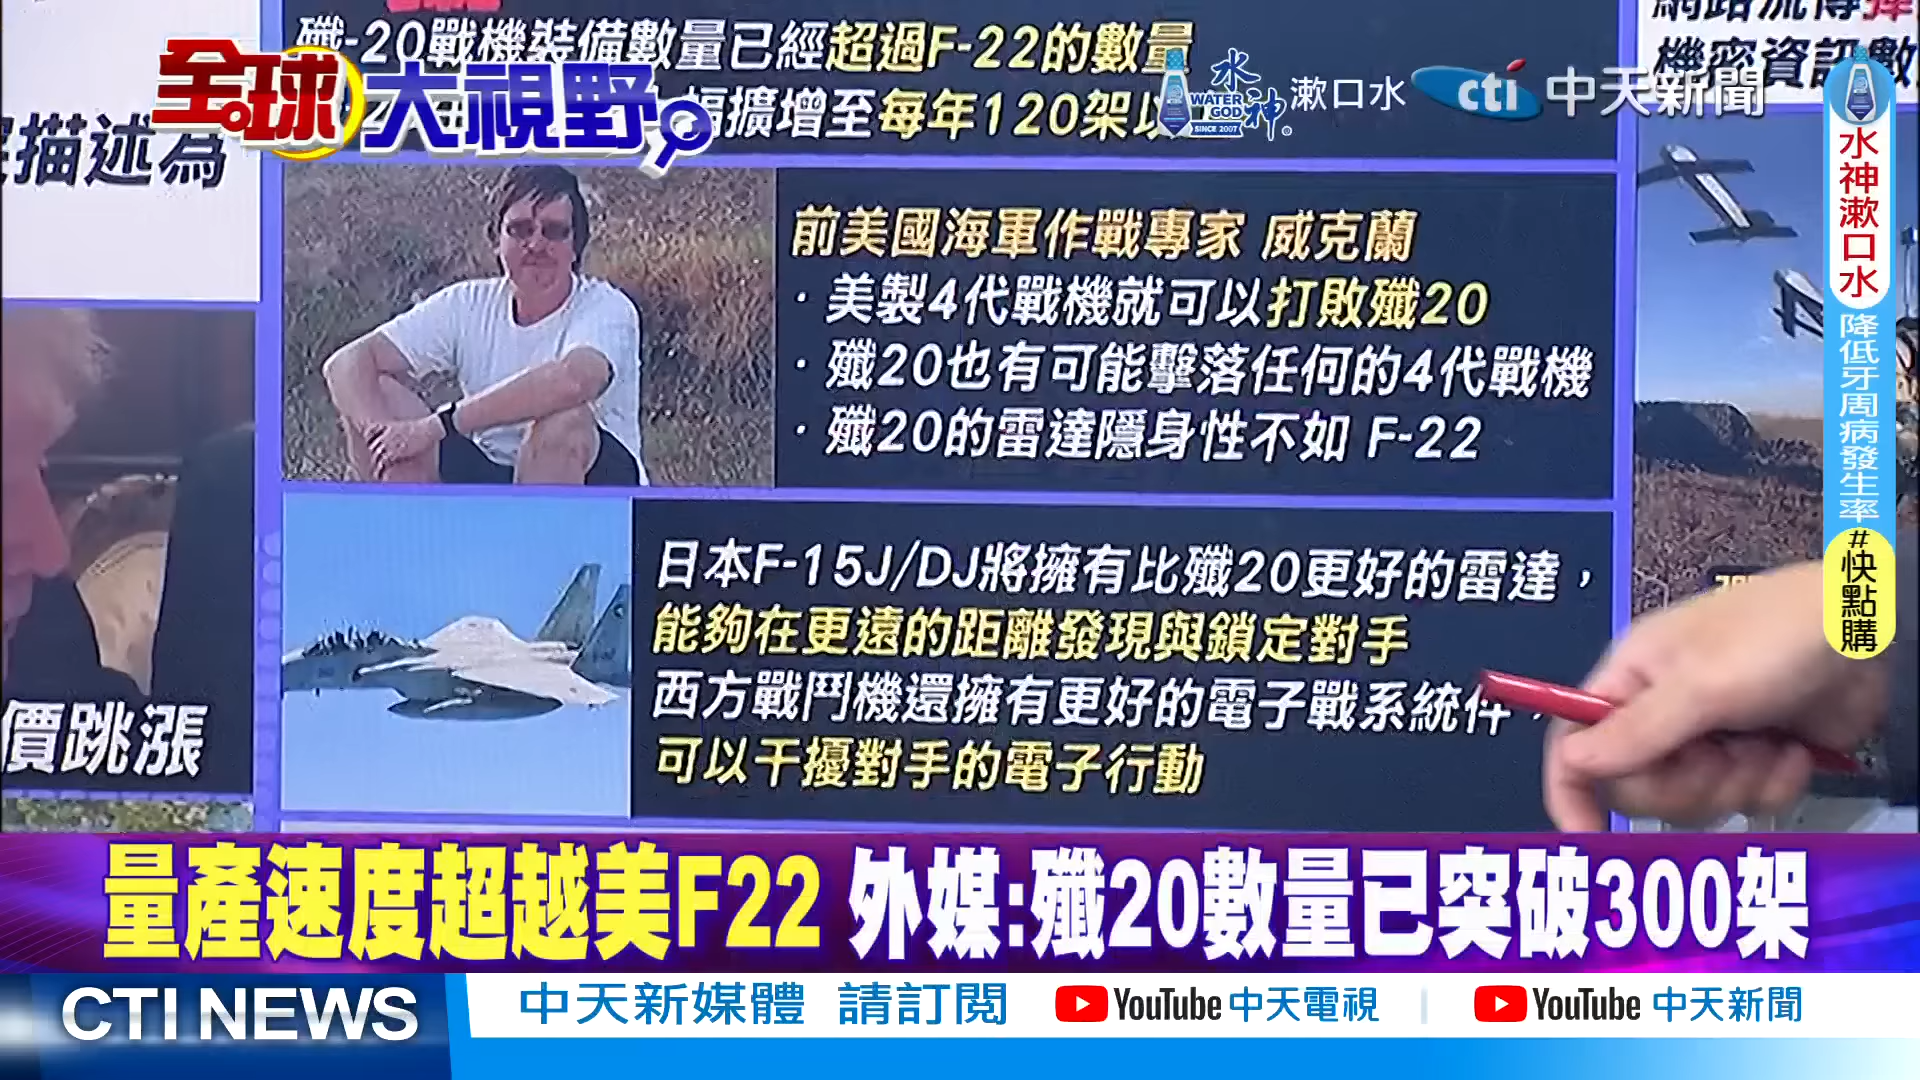 殲-20戰機裝備數量已經超過F-22的數量
幅擴增至每年120架以
全球大視野
水神
WATER GOD
SINCE 2007
漱口水
cti 中天新聞
網路流傳
機密資訊數
描述為
前美國海軍作戰專家 威克蘭
·美製4代戰機就可以打敗殲20
·殲20也有可能擊落任何的4代戰機
·殲20的雷達隱身性不如 F-22
日本F-15J/DJ將擁有比殲20更好的雷達，
能夠在更遠的距離發現與鎖定對手
西方戰鬥機還擁有更好的電子戰系統件，
可以干擾對手的電子行動
價跳漲
水神漱口水
降低牙周病發生率
#快點購
量產速度超越美F22 外媒:殲20數量已突破300架
CTI NEWS
中天新媒體 請訂閱 YouTube 中天電視 | YouTube 中天新聞